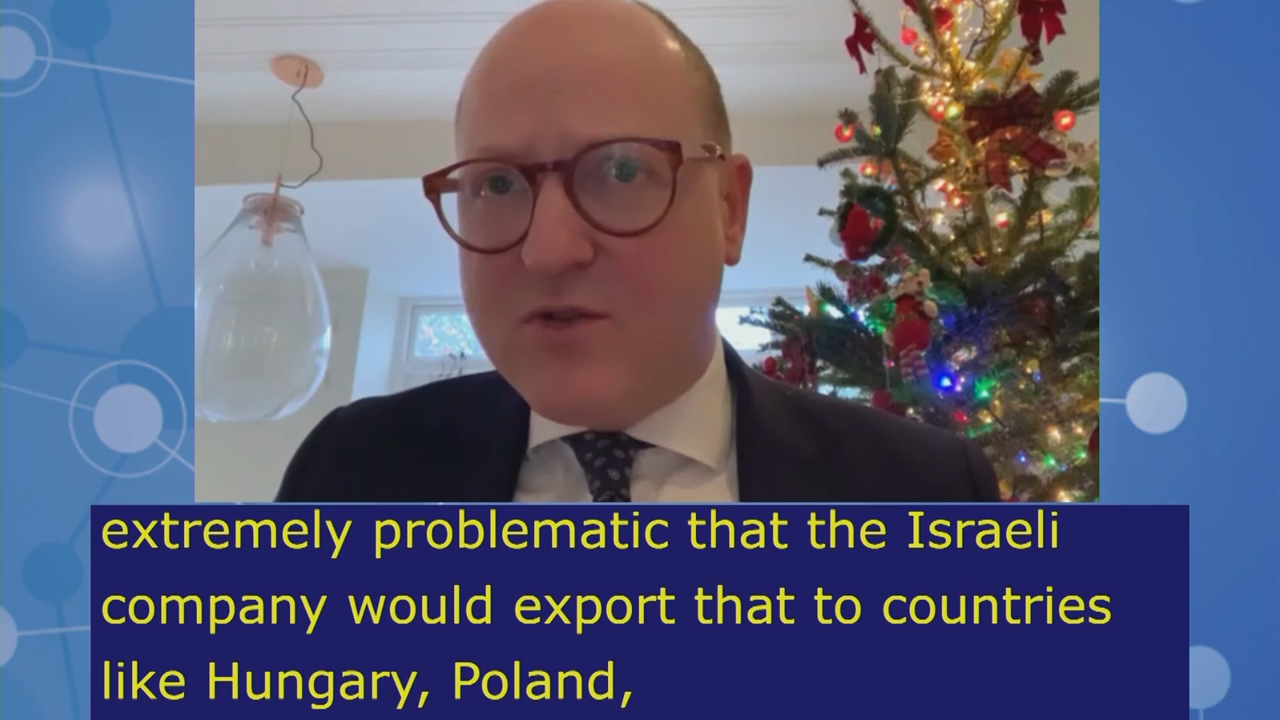 extremely problematic that the Israeli
company would export that to countries
like Hungary, Poland,